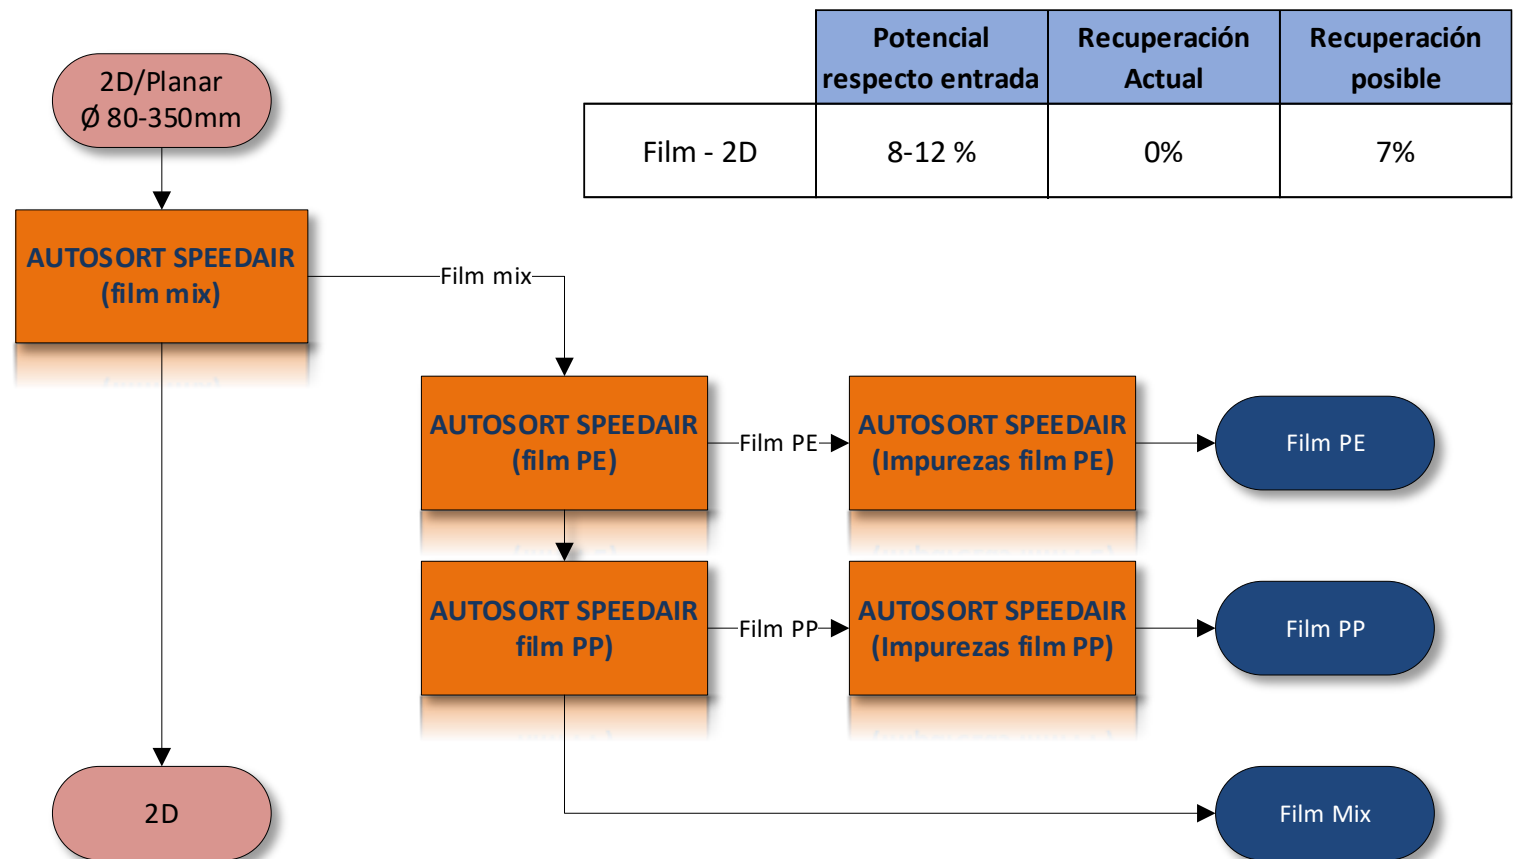 2D/Planar
Ø 80-350mm
Potencial
respecto entrada
Recuperación
Actual
Recuperación
posible
Film - 2D
8-12 %
0%
7%
AUTOSORT SPEEDAIR
(film mix)
Film mix
AUTOSORT SPEEDAIR
(film PE)
Film PE
AUTOSORT SPEEDAIR
(Impurezas film PE)
Film PE
AUTOSORT SPEEDAIR
film PP)
Film PP
AUTOSORT SPEEDAIR
(Impurezas film PP)
Film PP
2D
Film Mix